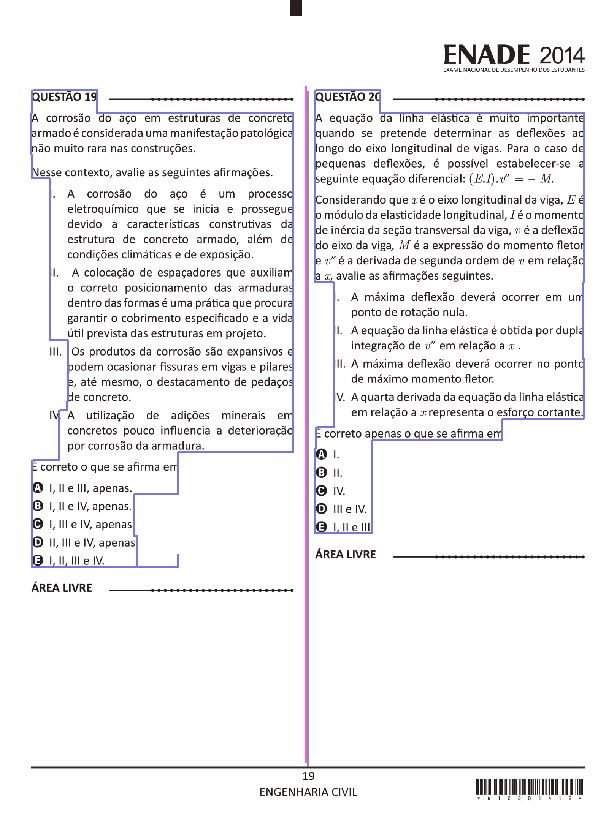 ENADE 2014
EXAME NACIONAL DE DESEMPENHO DOS ESTUDANTES
QUESTÃO 19
A corrosão do aço em estruturas de concreto
armado é considerada uma manifestação patológica
não muito rara nas construções.
Nesse contexto, avalie as seguintes afirmações.
I. A corrosão do aço é um processo
eletroquímico que se inicia e prossegue
devido a características construtivas da
estrutura de concreto armado, além de
condições climáticas e de exposição.
II. A colocação de espaçadores que auxiliam
o correto posicionamento das armaduras
dentro das formas é uma prática que procura
garantir o cobrimento especificado e a vida
útil prevista das estruturas em projeto.
III. Os produtos da corrosão são expansivos e
podem ocasionar fissuras em vigas e pilares
e, até mesmo, o destacamento de pedaços
de concreto.
IV. A utilização de adições minerais em
concretos pouco influencia a deterioração
por corrosão da armadura.
É correto o que se afirma em
A I, II e III, apenas.
B I, II e IV, apenas.
C I, III e IV, apenas
D II, III e IV, apenas
E I, II, III e IV.
ÁREA LIVRE
QUESTÃO 20
A equação da linha elástica é muito importante
quando se pretende determinar as deflexões ao
longo do eixo longitudinal de vigas. Para o caso de
pequenas deflexões, é possível estabelecer-se a
seguinte equação diferencial: (E.I).v″ = − M.
Considerando que x é o eixo longitudinal da viga, E é
o módulo da elasticidade longitudinal, I é o momento
de inércia da seção transversal da viga, v é a deflexão
do eixo da viga, M é a expressão do momento fletor
e v″ é a derivada de segunda ordem de v em relação
a x, avalie as afirmações seguintes.
I. A máxima deflexão deverá ocorrer em um
ponto de rotação nula.
II. A equação da linha elástica é obtida por dupla
integração de v″ em relação a x .
III. A máxima deflexão deverá ocorrer no ponto
de máximo momento fletor.
IV. A quarta derivada da equação da linha elástica
em relação a x representa o esforço cortante.
É correto apenas o que se afirma em
A I.
B II.
C IV.
D III e IV.
E I, II e III
ÁREA LIVRE
19
ENGENHARIA CIVIL